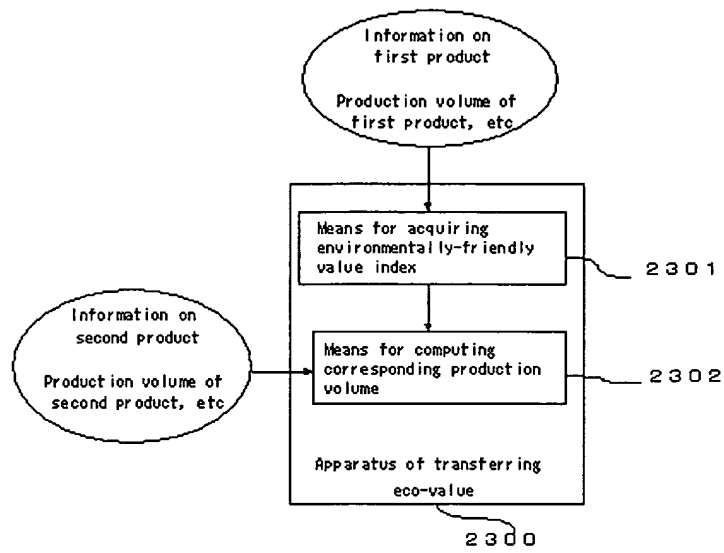 Information on
first product
Production volume of
first product, etc
Means for acquiring
environmentally-friendly
value index
2301
Information on
second product
Production volume of
second product, etc
Means for computing
corresponding production
volume
2302
Apparatus of transferring
eco-value
2300